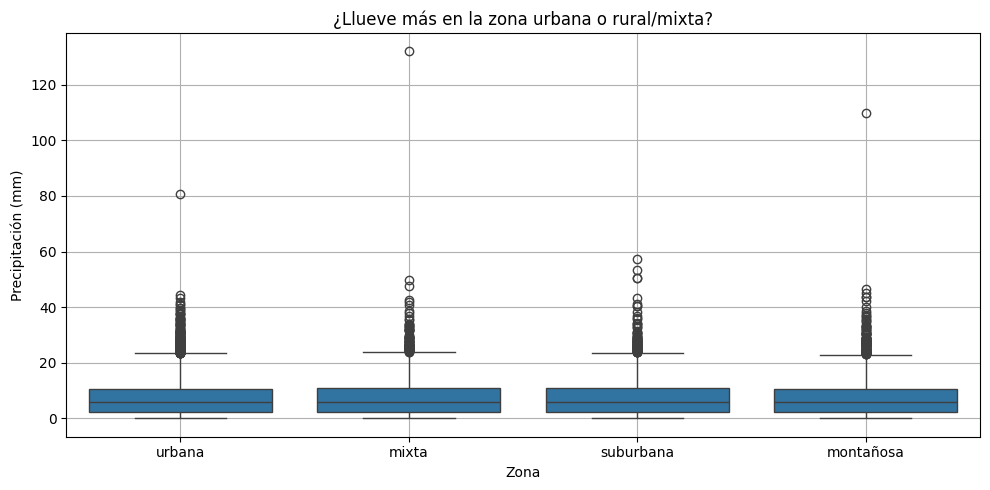 ¿Llueve más en la zona urbana o rural/mixta?
Precipitación (mm)
120
100
80
60
40
20
0
urbana mixta suburbana montañosa
Zona